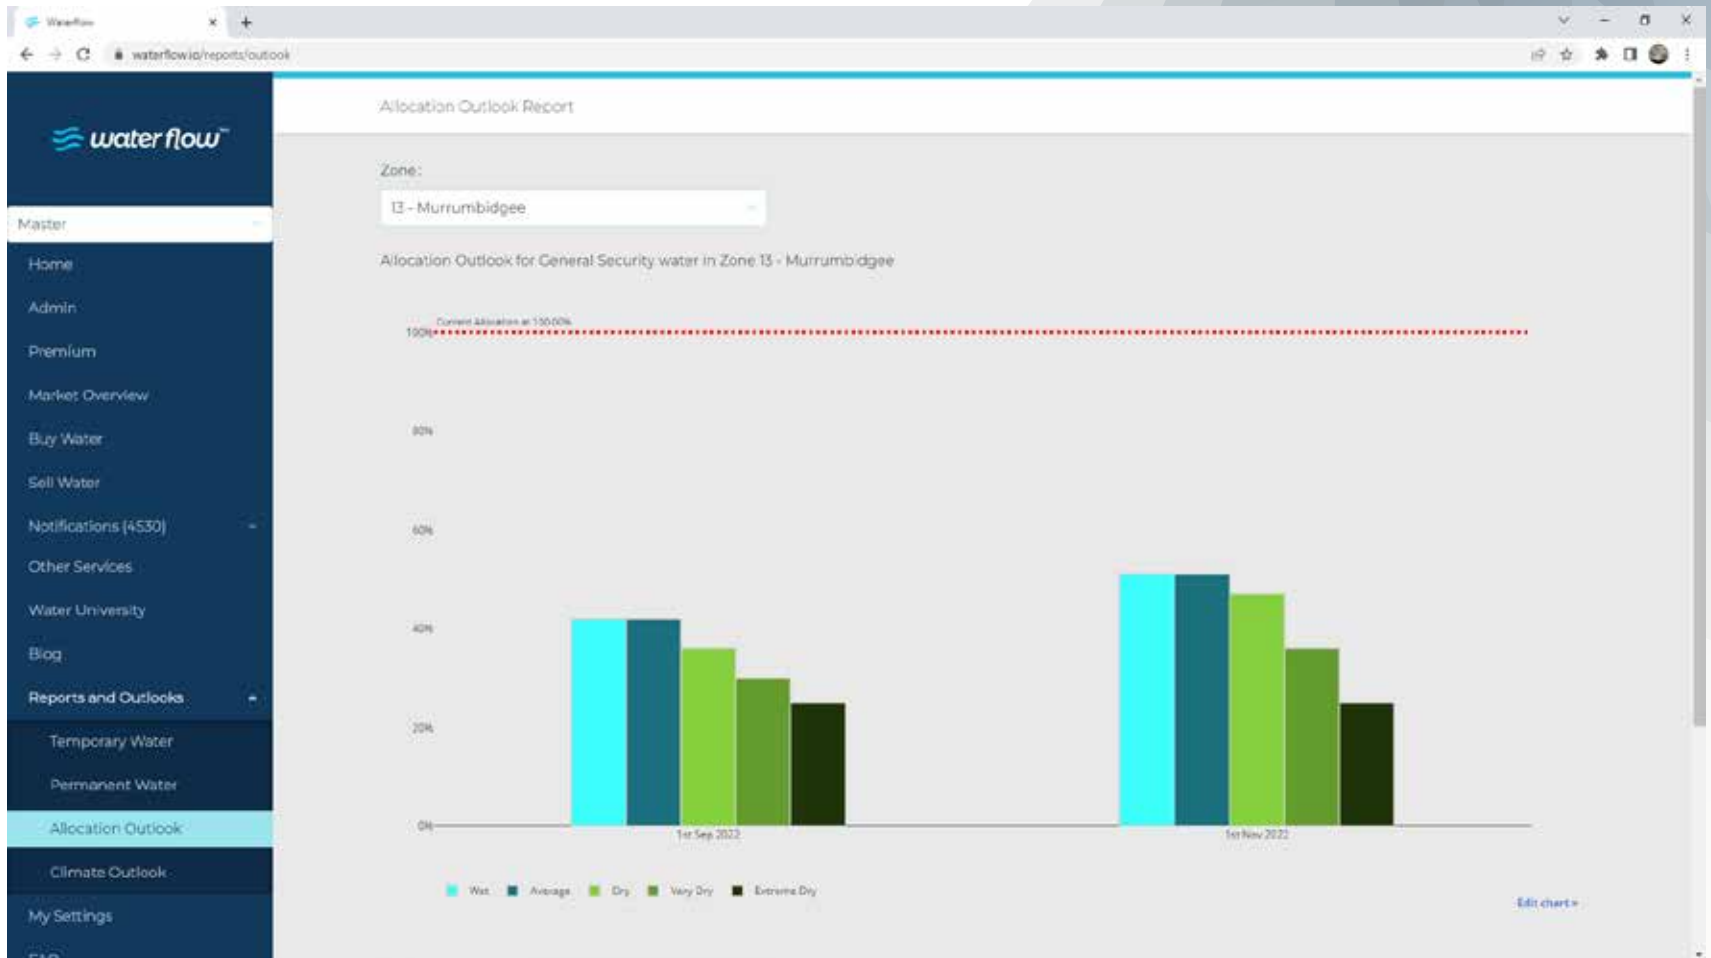 Waterflow
waterflow.io/reports/outlook
waterflow™
Master
Home
Admin
Premium
Market Overview
Buy Water
Sell Water
Notifications (4530)
Other Services
Water University
Blog
Reports and Outlooks
Temporary Water
Permanent Water
Allocation Outlook
Climate Outlook
My Settings
FAQ
Allocation Outlook Report
Zone:
13 - Murrumbidgee
Allocation Outlook for General Security water in Zone 13 - Murrumbidgee
Current Allocation at 100.00%
100%
80%
60%
40%
20%
0%
1st Sep 2022 1st Nov 2022
Wet Average Dry Very Dry Extreme Dry
Edit chart »